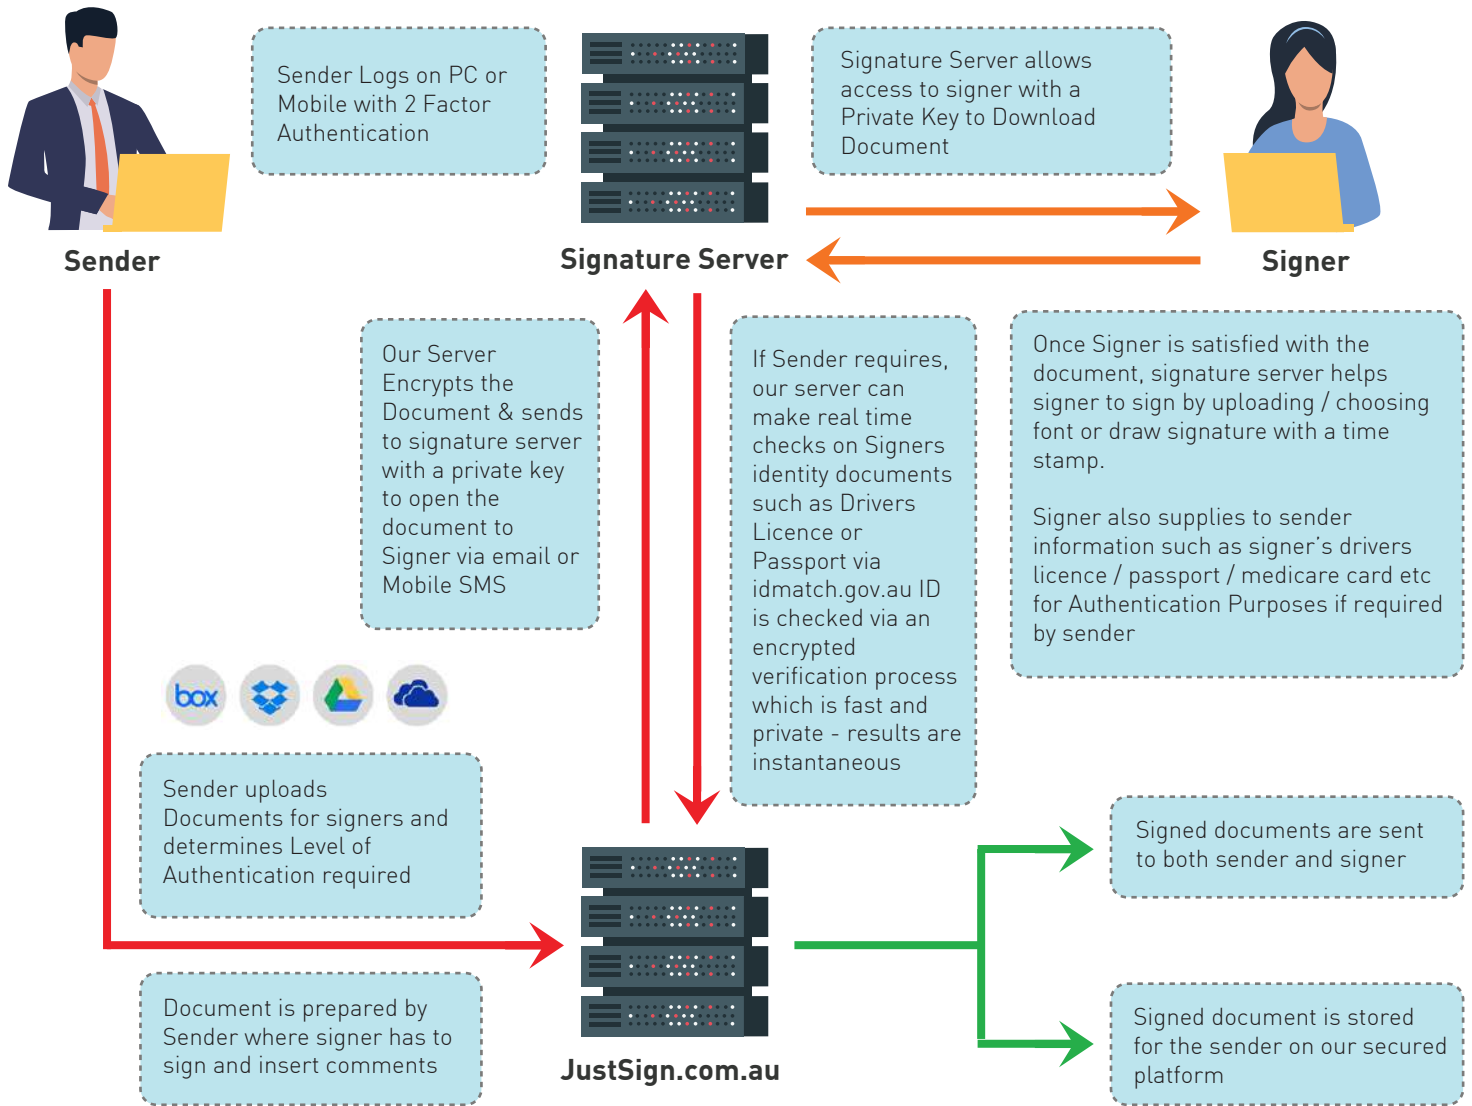 Sender Logs on PC or
Mobile with 2 Factor
Authentication
Signature Server allows
access to signer with a
Private Key to Download
Document
Sender
Signature Server
Signer
Our Server
Encrypts the
Document & sends
to signature server
with a private key
to open the
document to
Signer via email or
Mobile SMS
If Sender requires,
our server can
make real time
checks on Signers
identity documents
such as Drivers
Licence or
Passport via
idmatch.gov.au ID
is checked via an
encrypted
verification process
which is fast and
private - results are
instantaneous
Once Signer is satisfied with the
document, signature server helps
signer to sign by uploading / choosing
font or draw signature with a time
stamp.
Signer also supplies to sender
information such as signer’s drivers
licence / passport / medicare card etc
for Authentication Purposes if required
by sender
box
Sender uploads
Documents for signers and
determines Level of
Authentication required
Document is prepared by
Sender where signer has to
sign and insert comments
JustSign.com.au
Signed documents are sent
to both sender and signer
Signed document is stored
for the sender on our secured
platform